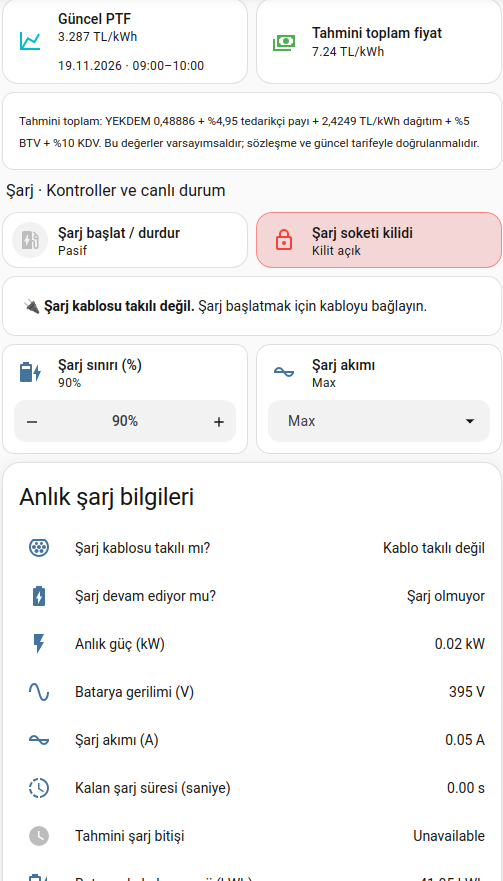 Güncel PTF
3.287 TL/kWh
19.11.2026 · 09:00–10:00
Tahmini toplam fiyat
7.24 TL/kWh
Tahmini toplam: YEKDEM 0,48886 + %4,95 tedarikçi payı + 2,4249 TL/kWh dağıtım + %5
BTV + %10 KDV. Bu değerler varsayımsaldır; sözleşme ve güncel tarifeyle doğrulanmalıdır.
Şarj · Kontroller ve canlı durum
Şarj başlat / durdur
Pasif
Şarj soketi kilidi
Kilit açık
Şarj kablosu takılı değil. Şarj başlatmak için kabloyu bağlayın.
Şarj sınırı (%)
90%
− 90% +
Şarj akımı
Max
Max
Anlık şarj bilgileri
Şarj kablosu takılı mı? Kablo takılı değil
Şarj devam ediyor mu? Şarj olmuyor
Anlık güç (kW) 0.02 kW
Batarya gerilimi (V) 395 V
Şarj akımı (A) 0.05 A
Kalan şarj süresi (saniye) 0.00 s
Tahmini şarj bitişi Unavailable